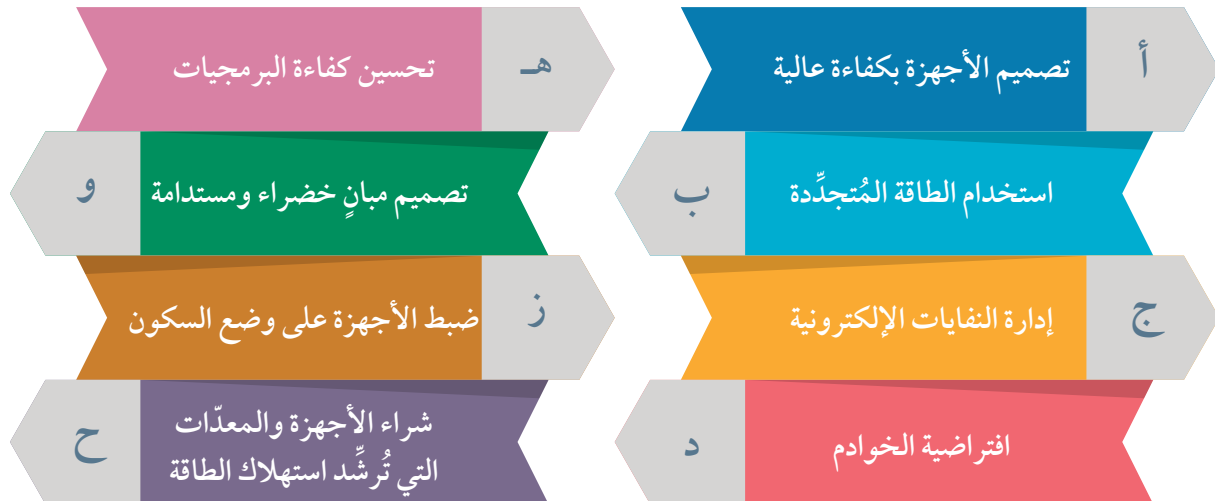 أ
تصميم الأجهزة بكفاءة عالية
ب
استخدام الطاقة المُتجدِّدة
ج
إدارة النفايات الإلكترونية
د
افتراضية الخوادم
هـ
تحسين كفاءة البرمجيات
و
تصميم مبانٍ خضراء ومستدامة
ز
ضبط الأجهزة على وضع السكون
ح
شراء الأجهزة والمعدّات
التي تُرشِّد استهلاك الطاقة